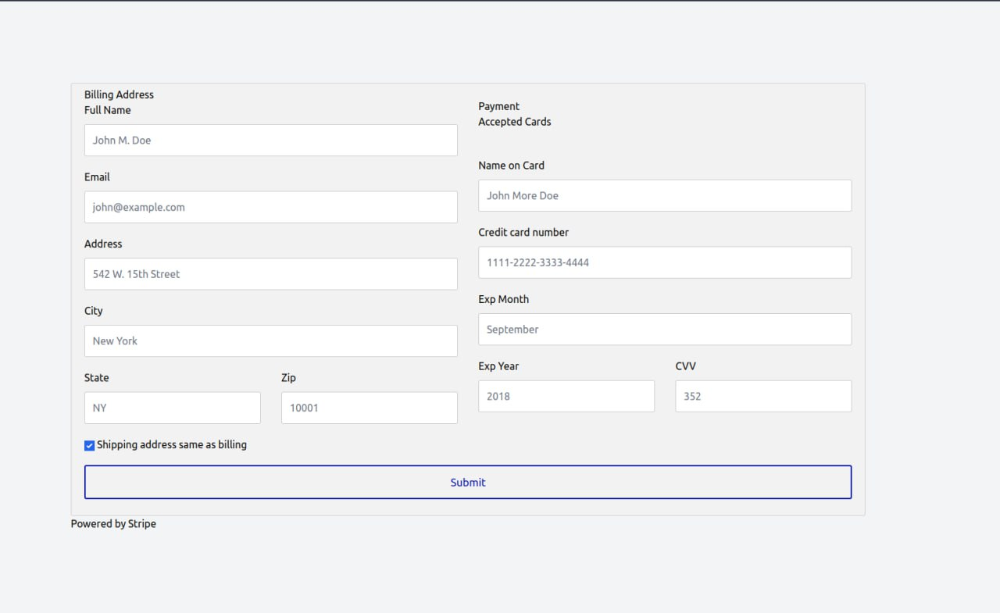 Billing Address
Full Name
John M. Doe
Email
john@example.com
Address
542 W. 15th Street
City
New York
State
Zip
NY
10001
Shipping address same as billing
Payment
Accepted Cards
Name on Card
John More Doe
Credit card number
1111-2222-3333-4444
Exp Month
September
Exp Year
CVV
2018
352
Submit
Powered by Stripe